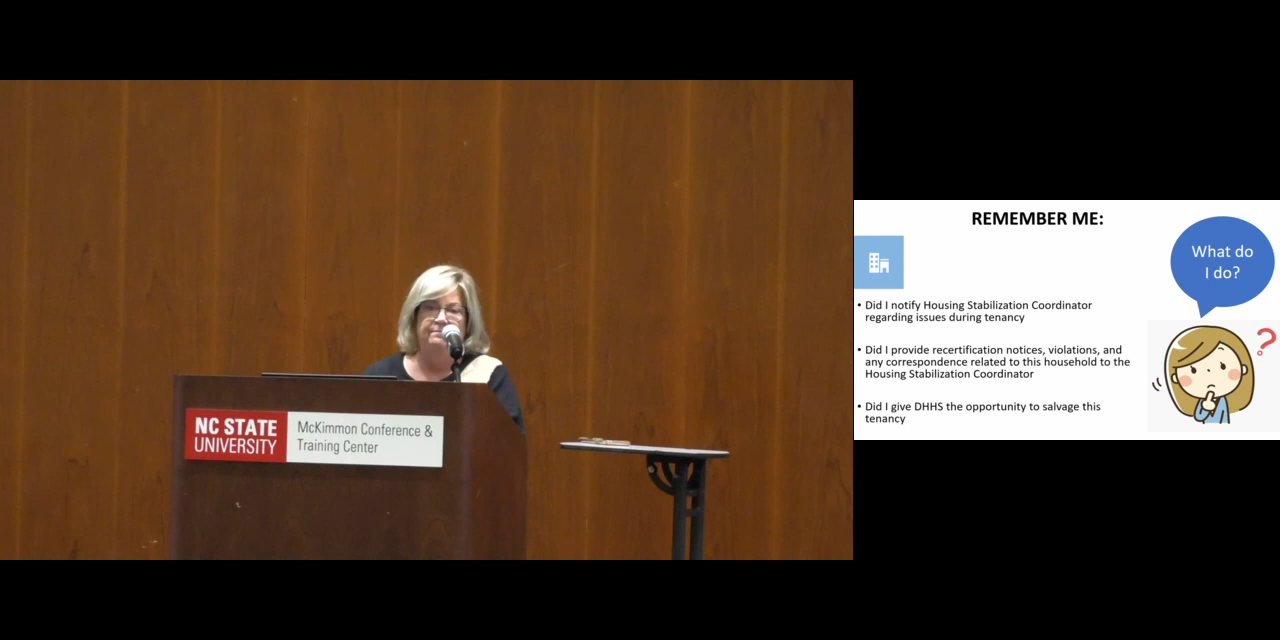 NC STATE
UNIVERSITY
McKimmon Conference &
Training Center
REMEMBER ME:
What do
I do?
• Did I notify Housing Stabilization Coordinator
regarding issues during tenancy
• Did I provide recertification notices, violations, and
any correspondence related to this household to the
Housing Stabilization Coordinator
• Did I give DHHS the opportunity to salvage this
tenancy
?